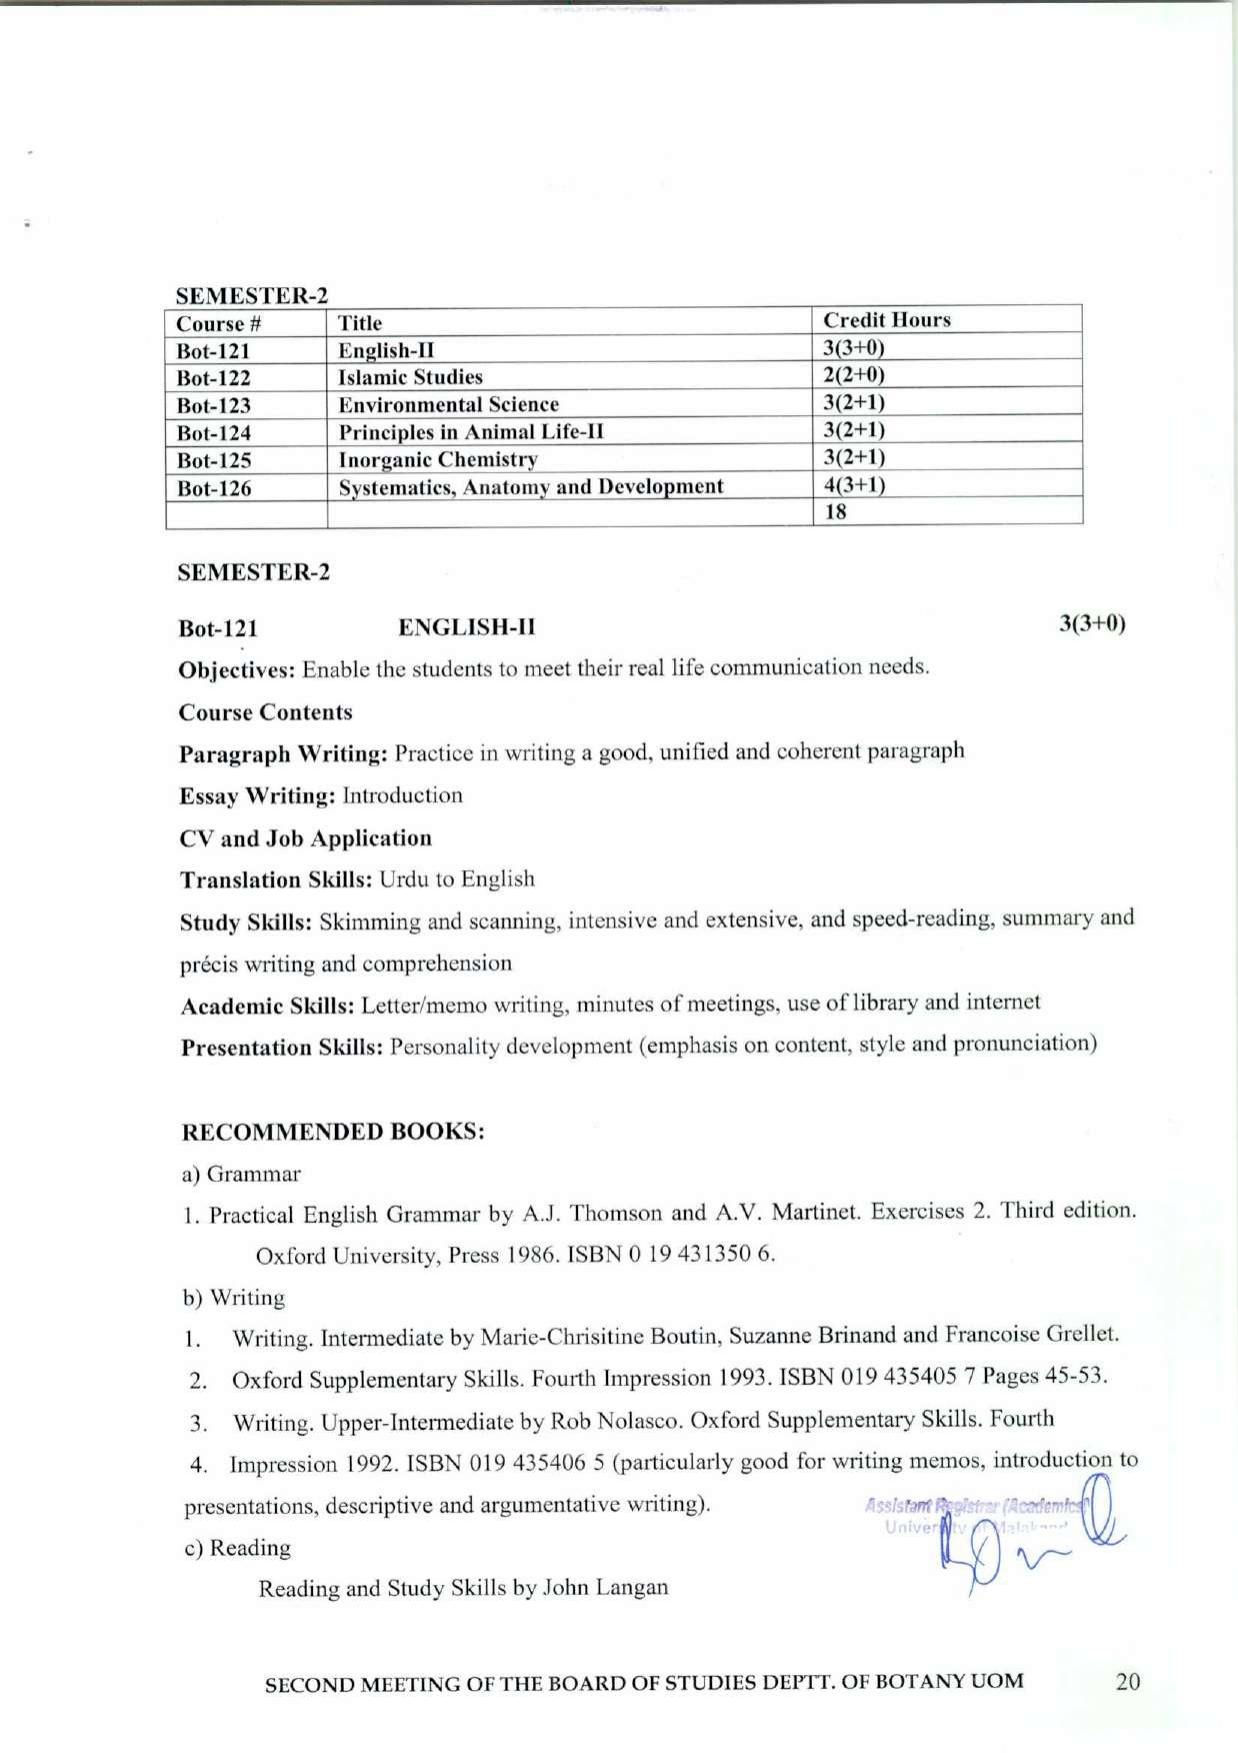 SEMESTER-2
Course # Title Credit Hours
Bot-121 English-II 3(3+0)
Bot-122 Islamic Studies 2(2+0)
Bot-123 Environmental Science 3(2+1)
Bot-124 Principles in Animal Life-II 3(2+1)
Bot-125 Inorganic Chemistry 3(2+1)
Bot-126 Systematics, Anatomy and Development 4(3+1)
18
SEMESTER-2
Bot-121 ENGLISH-II 3(3+0)
Objectives: Enable the students to meet their real life communication needs.
Course Contents
Paragraph Writing: Practice in writing a good, unified and coherent paragraph
Essay Writing: Introduction
CV and Job Application
Translation Skills: Urdu to English
Study Skills: Skimming and scanning, intensive and extensive, and speed-reading, summary and
précis writing and comprehension
Academic Skills: Letter/memo writing, minutes of meetings, use of library and internet
Presentation Skills: Personality development (emphasis on content, style and pronunciation)
RECOMMENDED BOOKS:
a) Grammar
1. Practical English Grammar by A.J. Thomson and A.V. Martinet. Exercises 2. Third edition.
Oxford University, Press 1986. ISBN 0 19 431350 6.
b) Writing
1. Writing. Intermediate by Marie-Chrisitine Boutin, Suzanne Brinand and Francoise Grellet.
2. Oxford Supplementary Skills. Fourth Impression 1993. ISBN 019 435405 7 Pages 45-53.
3. Writing. Upper-Intermediate by Rob Nolasco. Oxford Supplementary Skills. Fourth
4. Impression 1992. ISBN 019 435406 5 (particularly good for writing memos, introduction to
presentations, descriptive and argumentative writing).
Assistant Registrar (Academics)
University of Malakand
c) Reading
Reading and Study Skills by John Langan
SECOND MEETING OF THE BOARD OF STUDIES DEPTT. OF BOTANY UOM 20